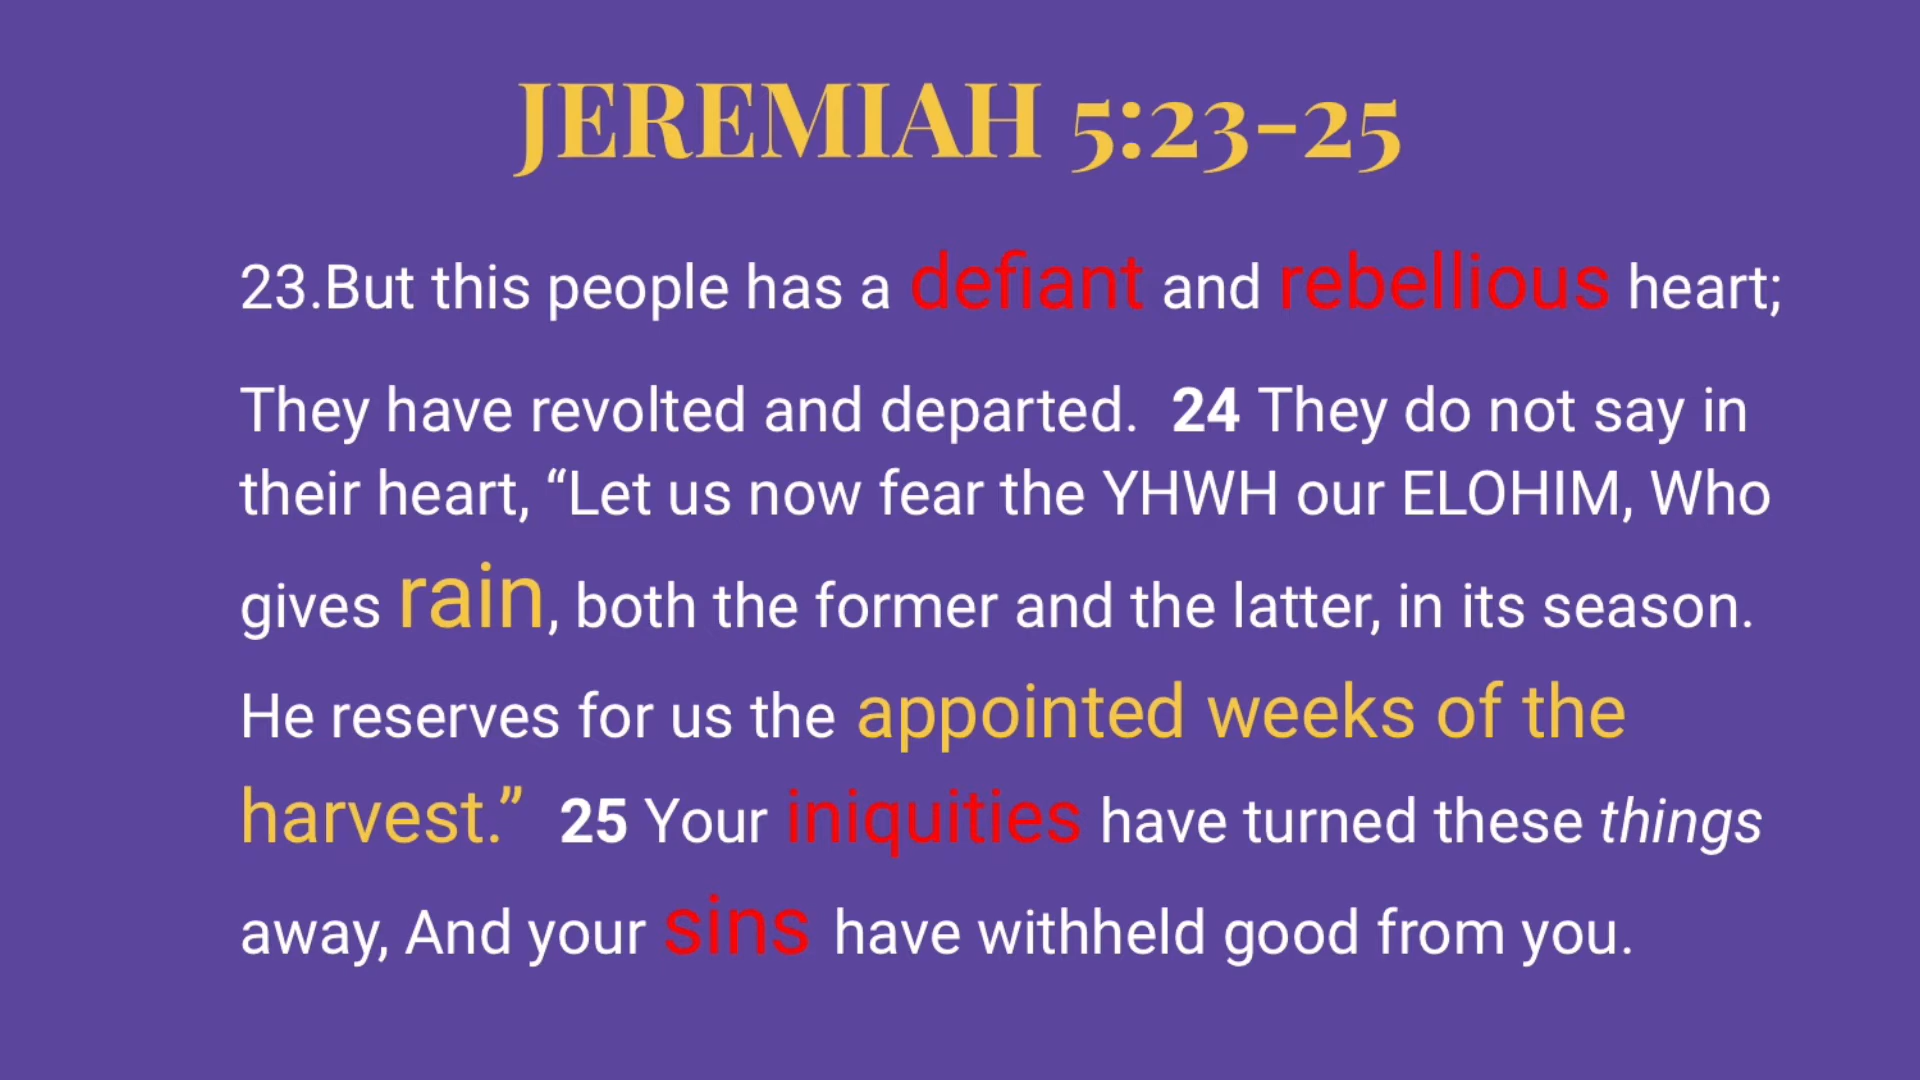 JEREMIAH 5:23-25
23.But this people has a defiant and rebellious heart;
They have revolted and departed. 24 They do not say in
their heart, “Let us now fear the YHWH our ELOHIM, Who
gives rain, both the former and the latter, in its season.
He reserves for us the appointed weeks of the
harvest.” 25 Your iniquities have turned these things
away, And your sins have withheld good from you.